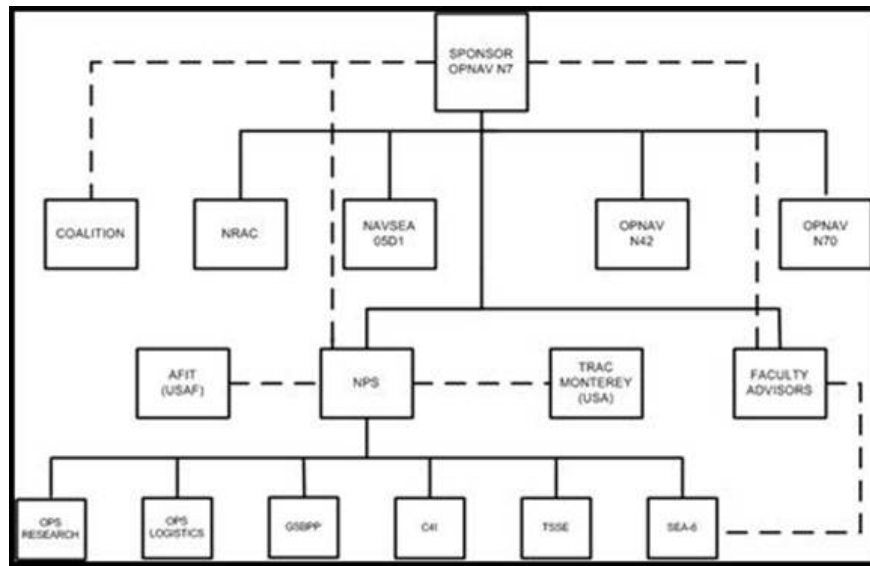 SPONSOR
OPNAV N7
COALITION
NRAC
NAVSEA
05D1
OPNAV
N42
OPNAV
N70
AFIT
(USAF)
NPS
TRAC
MONTEREY
(USA)
FACULTY
ADVISORS
OPS
RESEARCH
OPS
LOGISTICS
GSBPP
C4I
TSSE
SEA-6